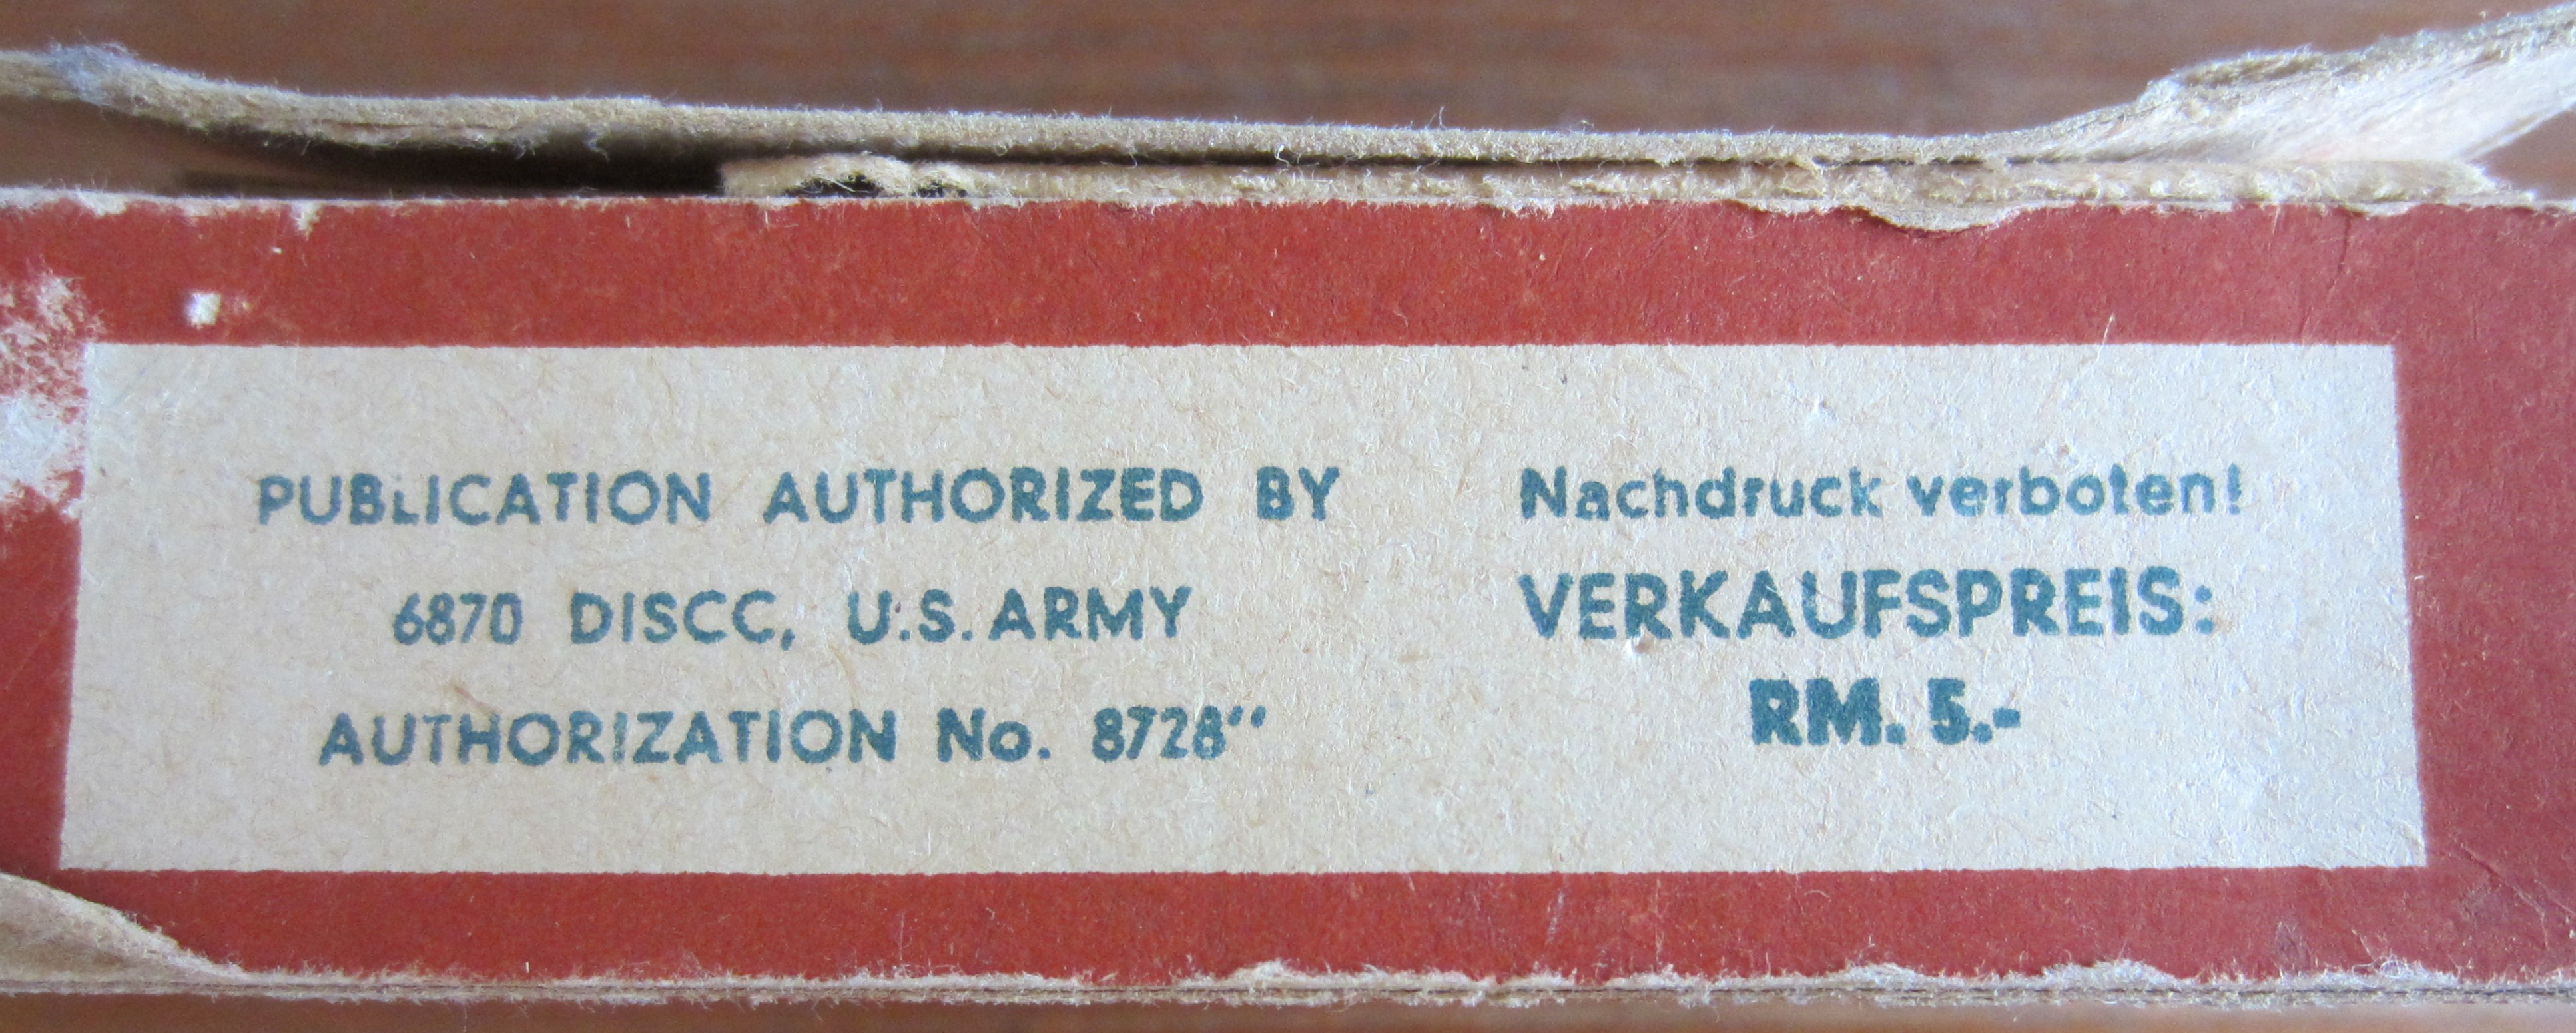 PUBLICATION AUTHORIZED BY
6870 DISCC, U.S. ARMY
AUTHORIZATION No. 8728“
Nachdruck verboten!
VERKAUFSPREIS:
RM. 5.-